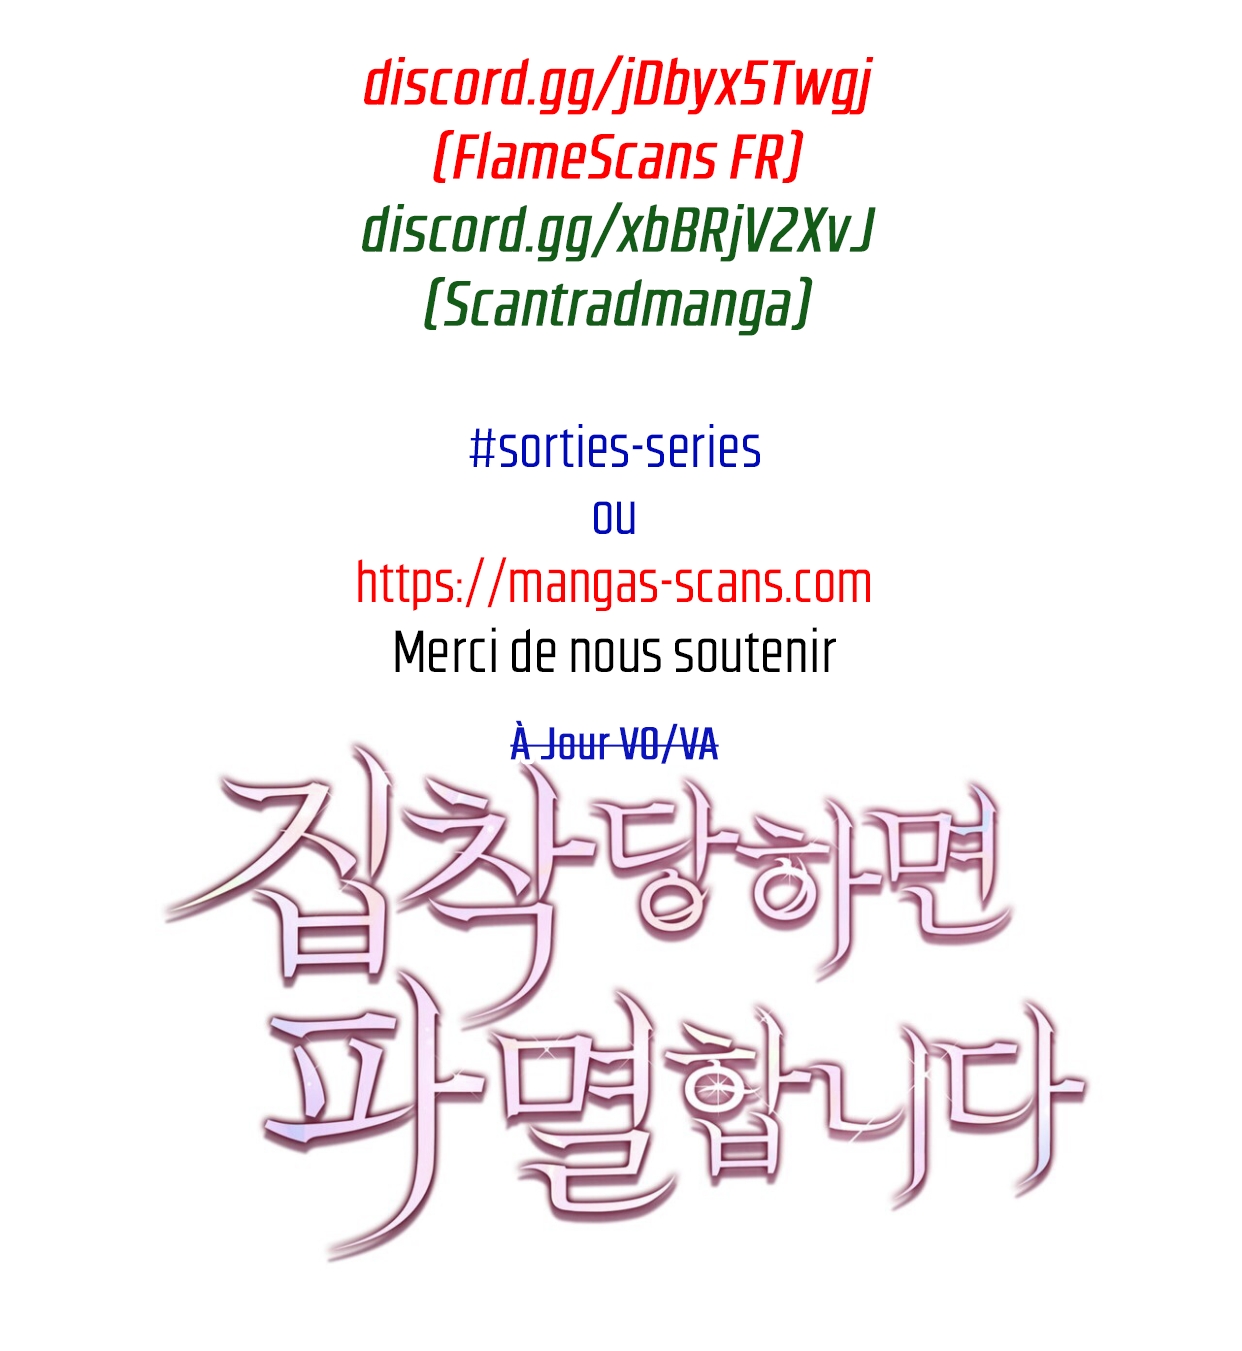 discord.gg/jDbyx5Twgj
(FlameScans FR)
discord.gg/xbBRjV2XvJ
(Scantradmanga)
#sorties-series
ou
https://mangas-scans.com
Merci de nous soutenir
À Jour VO/VA
집착당하면
파멸합니다